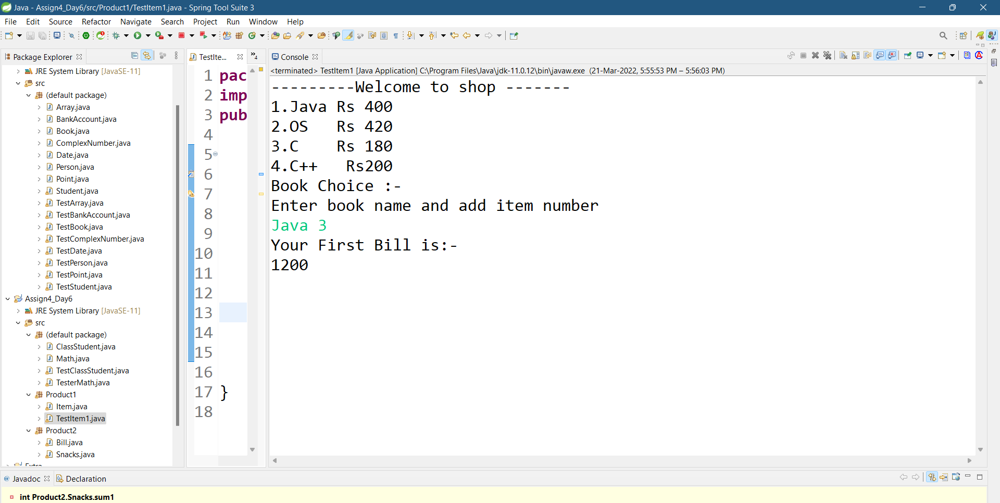 Java - Assign4_Day6/src/Product1/TestItem1.java - Spring Tool Suite 3
File Edit Source Refactor Navigate Search Project Run Window Help
Package Explorer
JRE System Library [JavaSE-11]
src
(default package)
Array.java
BankAccount.java
Book.java
ComplexNumber.java
Date.java
Person.java
Point.java
Student.java
TestArray.java
TestBankAccount.java
TestBook.java
TestComplexNumber.java
TestDate.java
TestPerson.java
TestPoint.java
TestStudent.java
Assign4_Day6
JRE System Library [JavaSE-11]
src
(default package)
ClassStudent.java
Math.java
TestClassStudent.java
TesterMath.java
Product1
Item.java
TestItem1.java
Product2
Bill.java
Snacks.java
Extra
TestIte...
»4
1 pac
2 imp
3 pub
4
5
6
7
8
9
10
11
12
13
14
15
16
17 }
18
Console
<terminated> TestItem1 [Java Application] C:\Program Files\Java\jdk-11.0.12\bin\javaw.exe (21-Mar-2022, 5:55:53 PM – 5:56:03 PM)
---------Welcome to shop -------
1.Java Rs 400
2.OS   Rs 420
3.C    Rs 180
4.C++   Rs200
Book Choice :-
Enter book name and add item number
Java 3
Your First Bill is:-
1200
@ Javadoc
Declaration
int Product2.Snacks.sum1